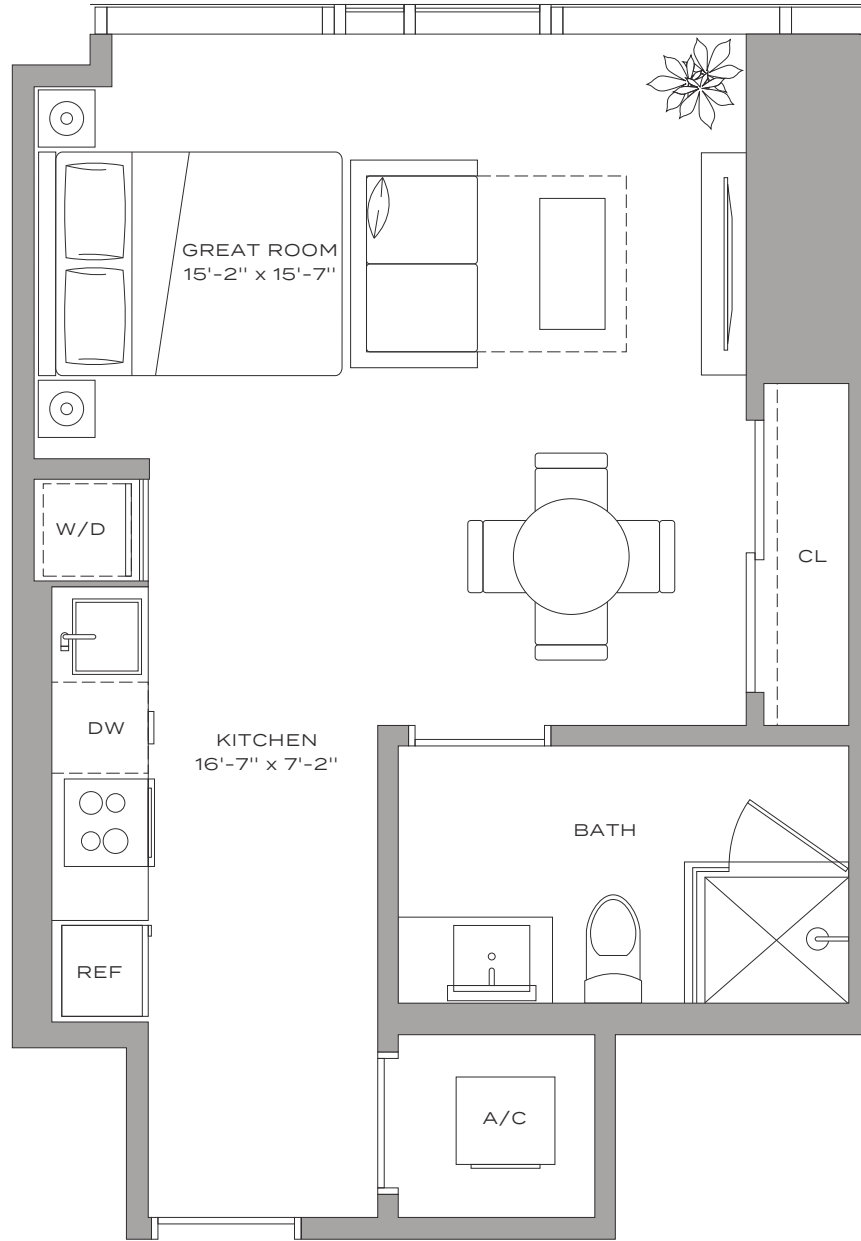 GREAT ROOM
15'-2" x 15'-7"
W/D
CL
DW
KITCHEN
16'-7" x 7'-2"
BATH
REF
A/C